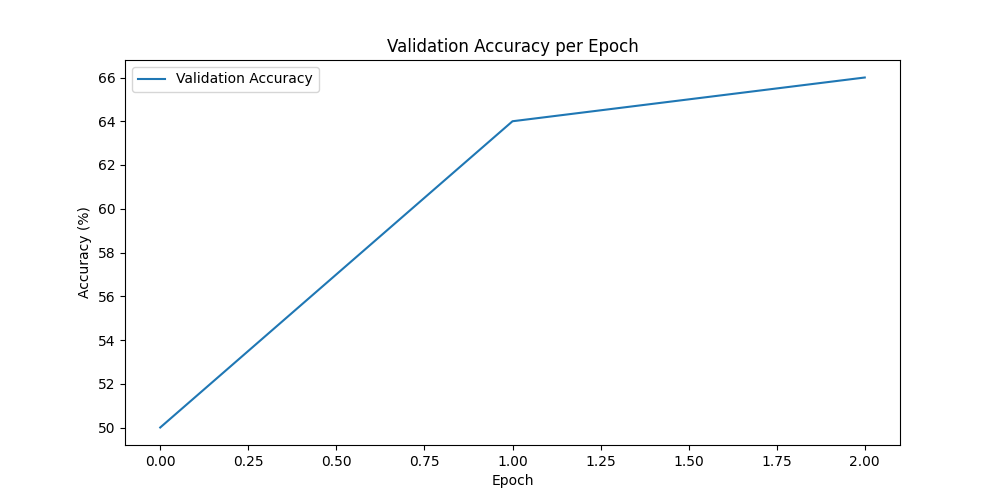 Validation Accuracy per Epoch
Validation Accuracy
66
64
62
60
58
56
54
52
50
Accuracy (%)
0.00 0.25 0.50 0.75 1.00 1.25 1.50 1.75 2.00
Epoch